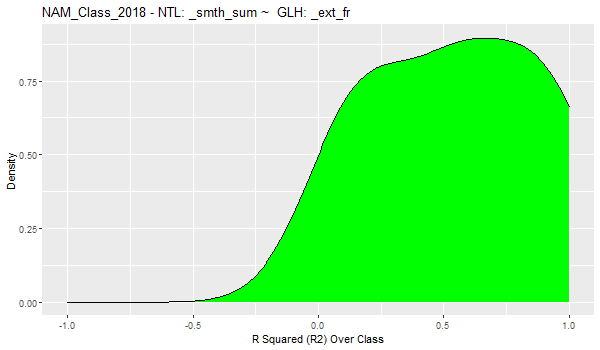 NAM_Class_2018 - NTL: _smth_sum ~  GLH: _ext_fr
Density
0.75
0.50
0.25
0.00
-1.0 -0.5 0.0 0.5 1.0
R Squared (R2) Over Class